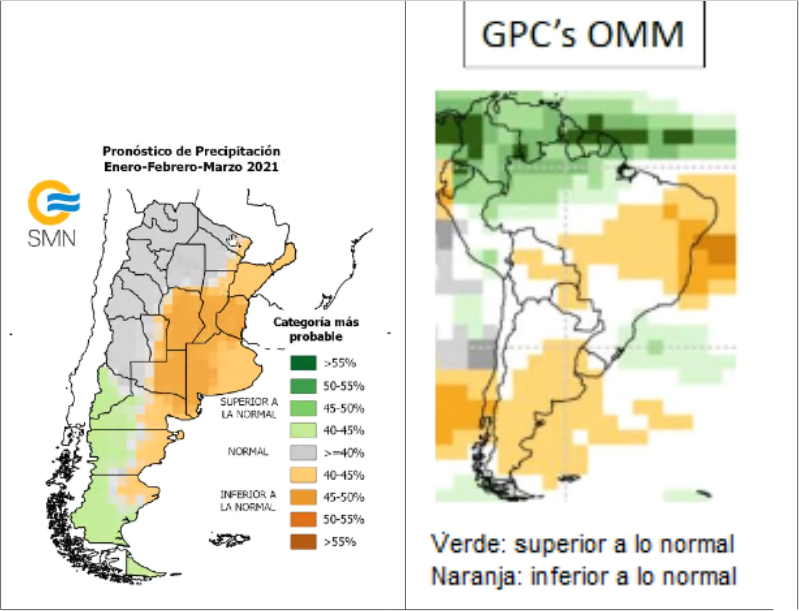 GPC's OMM
Pronóstico de Precipitación
Enero-Febrero-Marzo 2021
SMN
Categoría más
probable
>55%
50-55%
SUPERIOR A
LA NORMAL
45-50%
40-45%
NORMAL
>=40%
40-45%
INFERIOR A
LA NORMAL
45-50%
50-55%
>55%
Verde: superior a lo normal
Naranja: inferior a lo normal